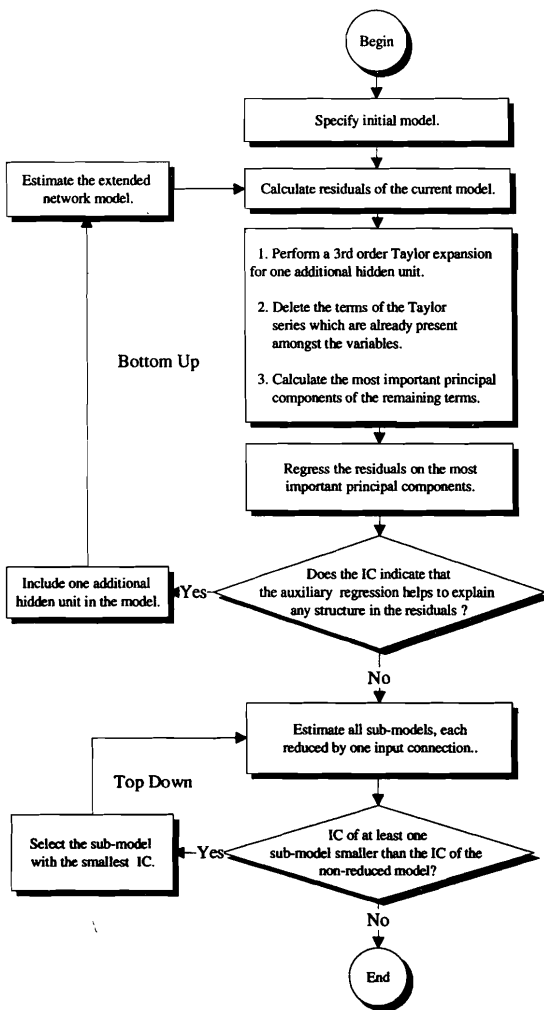 Begin
Specify initial model.
Estimate the extended
network model.
Calculate residuals of the current model.
1. Perform a 3rd order Taylor expansion
for one additional hidden unit.
2. Delete the terms of the Taylor
series which are already present
amongst the variables.
3. Calculate the most important principal
components of the remaining terms.
Bottom Up
Regress the residuals on the most
important principal components.
Does the IC indicate that
the auxiliary regression helps to explain
any structure in the residuals ?
Yes
Include one additional
hidden unit in the model.
No
Estimate all sub-models, each
reduced by one input connection..
Top Down
Select the sub-model
with the smallest IC.
Yes
IC of at least one
sub-model smaller than the IC of the
non-reduced model?
No
End